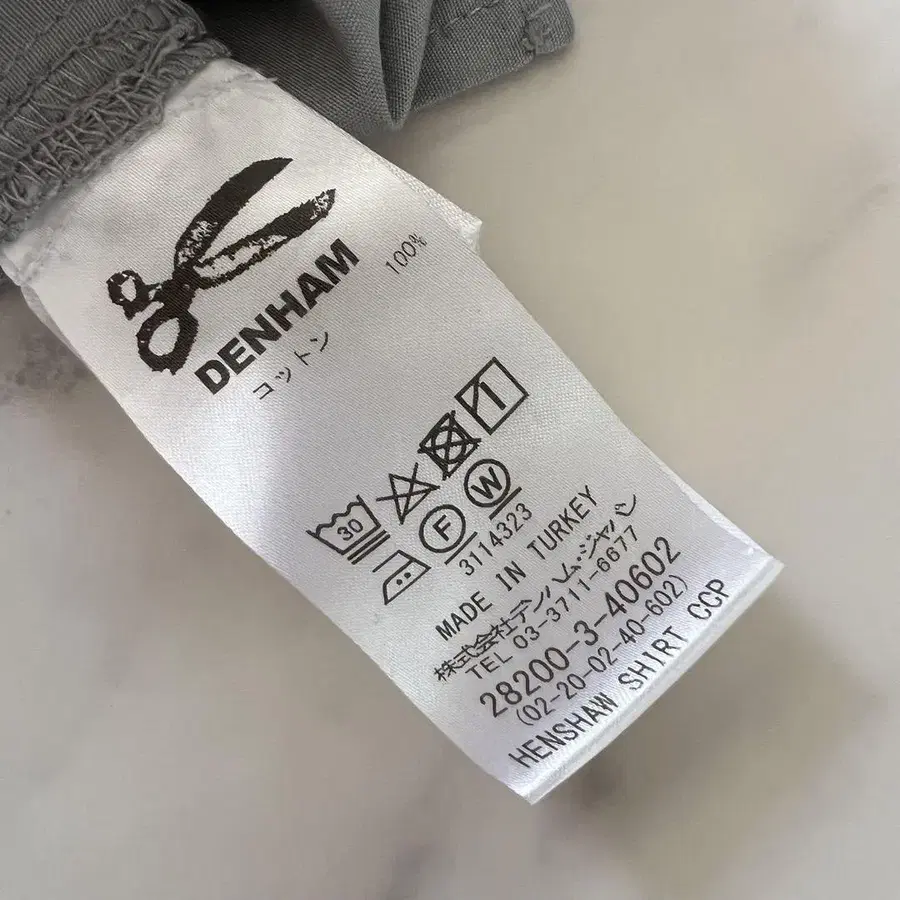 DENHAM
コットン 100%
30
F W
3114323
MADE IN TURKEY
株式会社デンハム・ジャパン
TEL 03-3711-6677
28200-3-40602
(02-20-02-40-602)
HENSHAW SHIRT CCP